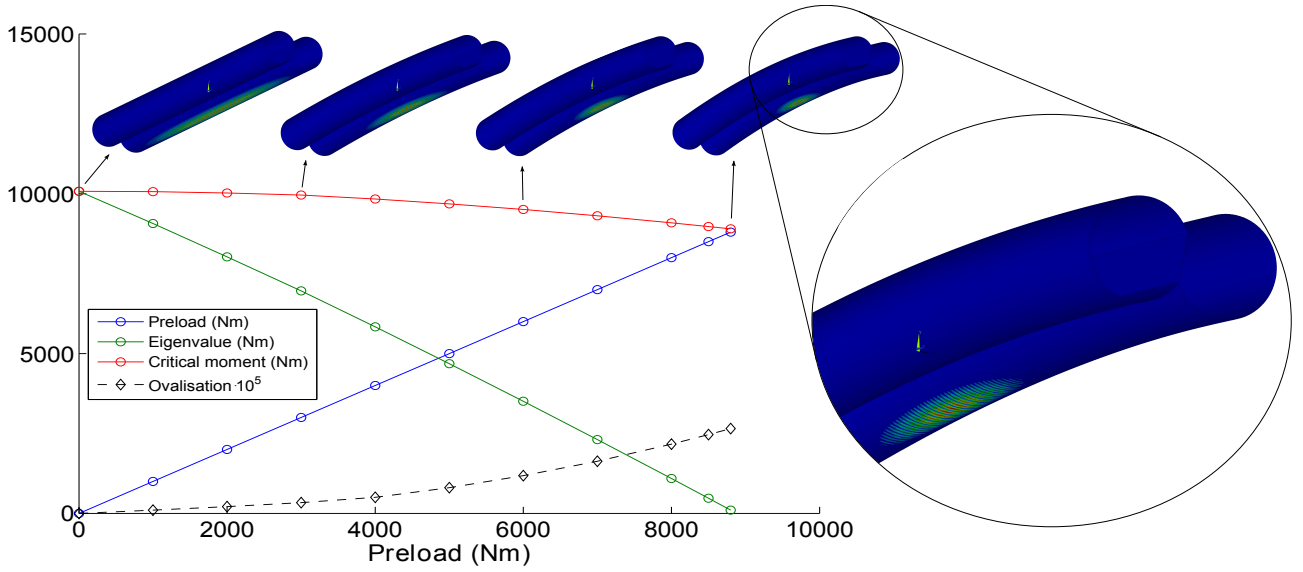 15000
10000
5000
0
Preload (Nm)
Eigenvalue (Nm)
Critical moment (Nm)
Ovalisation·10⁵
0
2000
4000
6000
8000
10000
Preload (Nm)